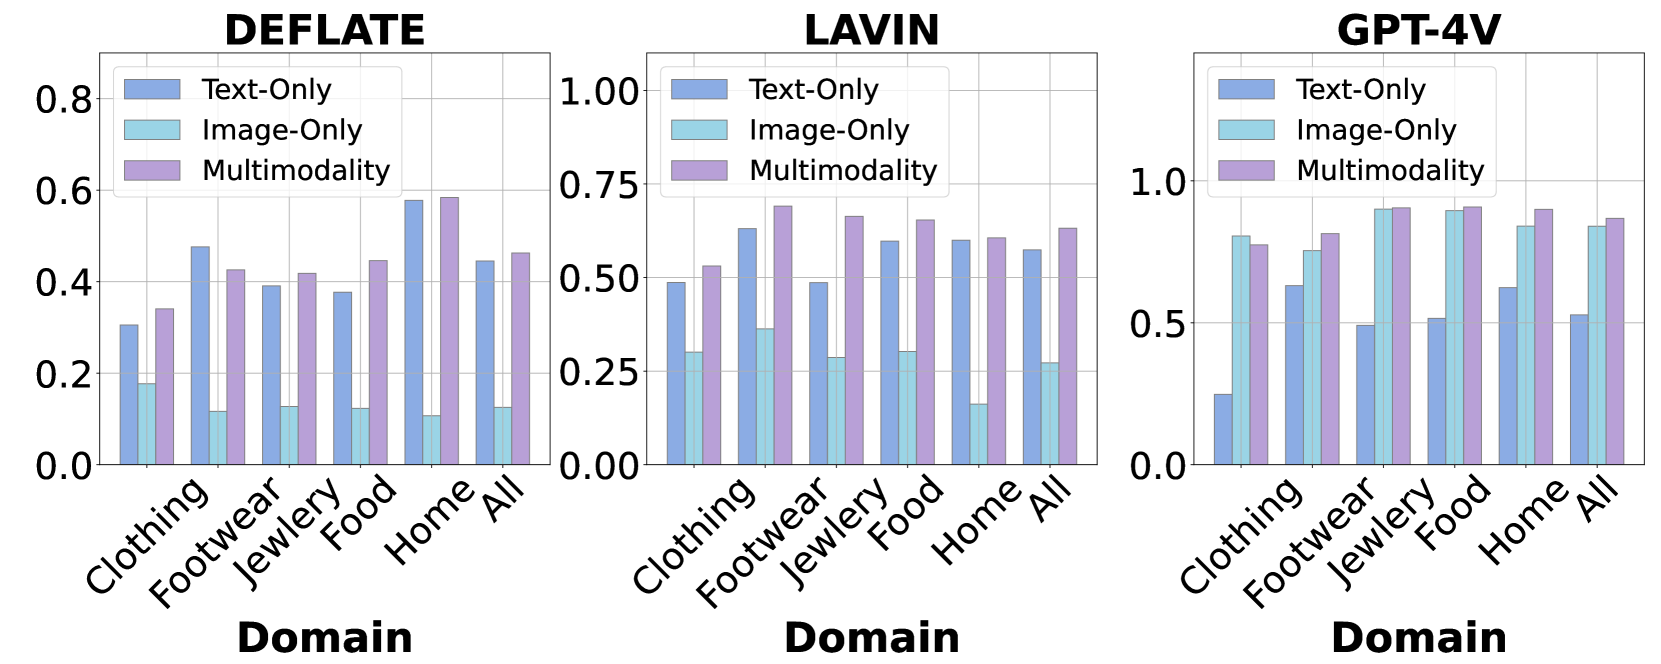 DEFLATE
Text-Only
Image-Only
Multimodality
0.8
0.6
0.4
0.2
0.0
Clothing
Footwear
Jewlery
Food
Home
All
Domain
LAVIN
Text-Only
Image-Only
Multimodality
1.00
0.75
0.50
0.25
0.00
Clothing
Footwear
Jewlery
Food
Home
All
Domain
GPT-4V
Text-Only
Image-Only
Multimodality
1.0
0.5
0.0
Clothing
Footwear
Jewlery
Food
Home
All
Domain